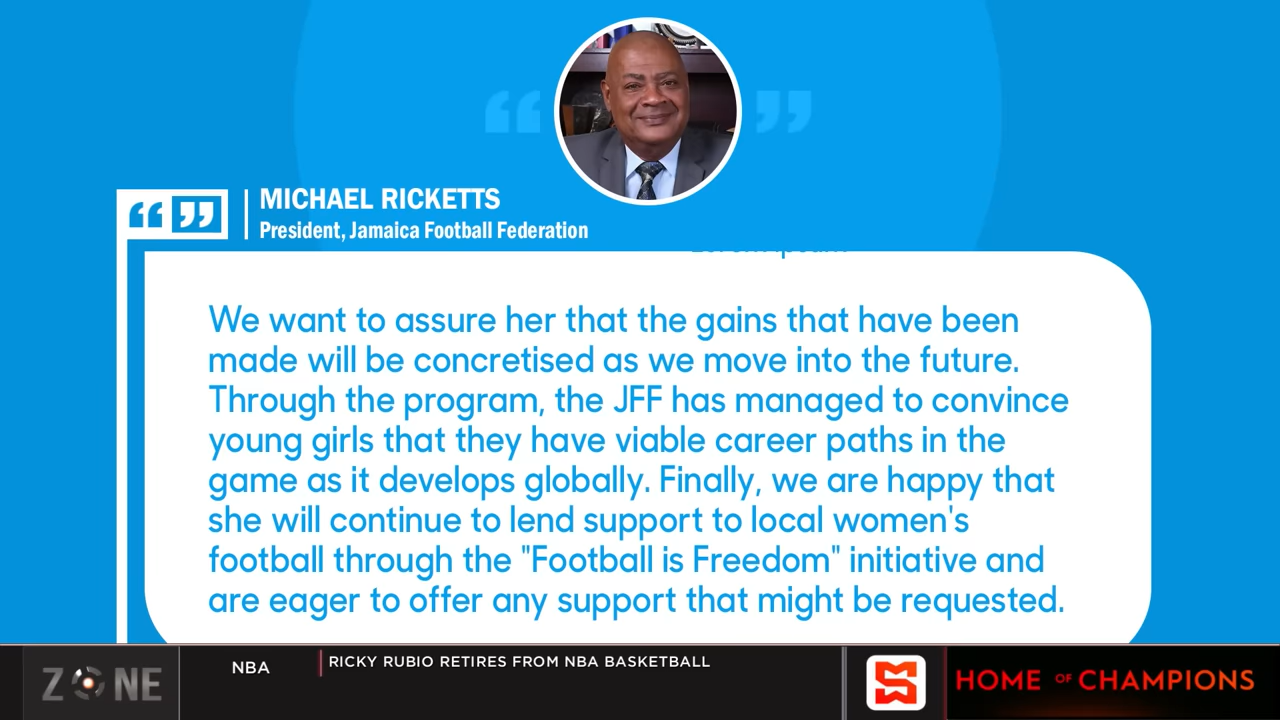 “ ”
“ ”
MICHAEL RICKETTS
President, Jamaica Football Federation
We want to assure her that the gains that have been
made will be concretised as we move into the future.
Through the program, the JFF has managed to convince
young girls that they have viable career paths in the
game as it develops globally. Finally, we are happy that
she will continue to lend support to local women's
football through the "Football is Freedom" initiative and
are eager to offer any support that might be requested.
ZONE
NBA
RICKY RUBIO RETIRES FROM NBA BASKETBALL
HOME OF CHAMPIONS